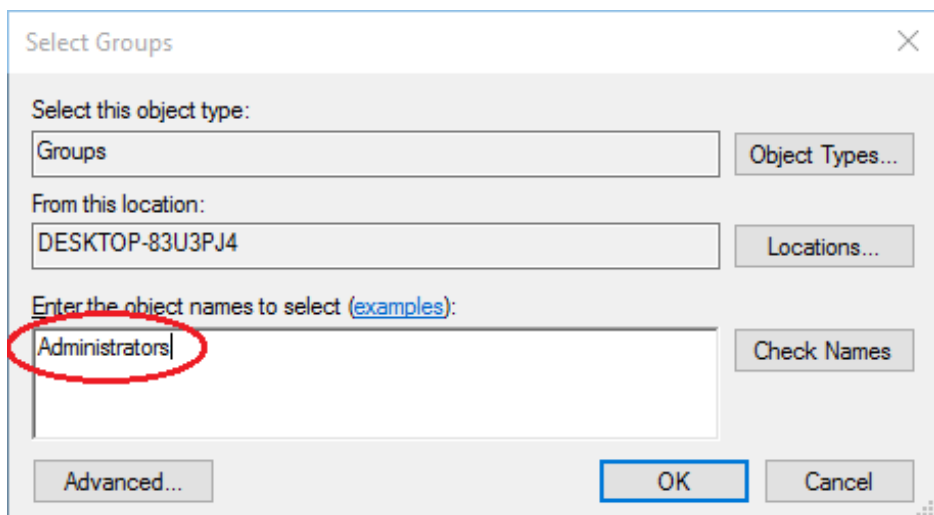 Select Groups
Select this object type:
Groups
Object Types...
From this location:
DESKTOP-83U3PJ4
Locations...
Enter the object names to select (examples):
Administrators
Check Names
Advanced...
OK
Cancel